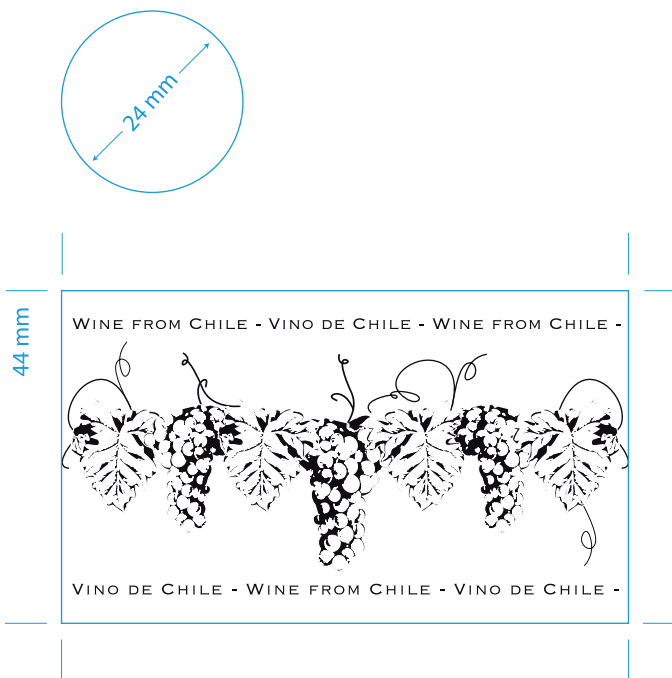 24 mm
44 mm
WINE FROM CHILE - VINO DE CHILE - WINE FROM CHILE -
VINO DE CHILE - WINE FROM CHILE - VINO DE CHILE -